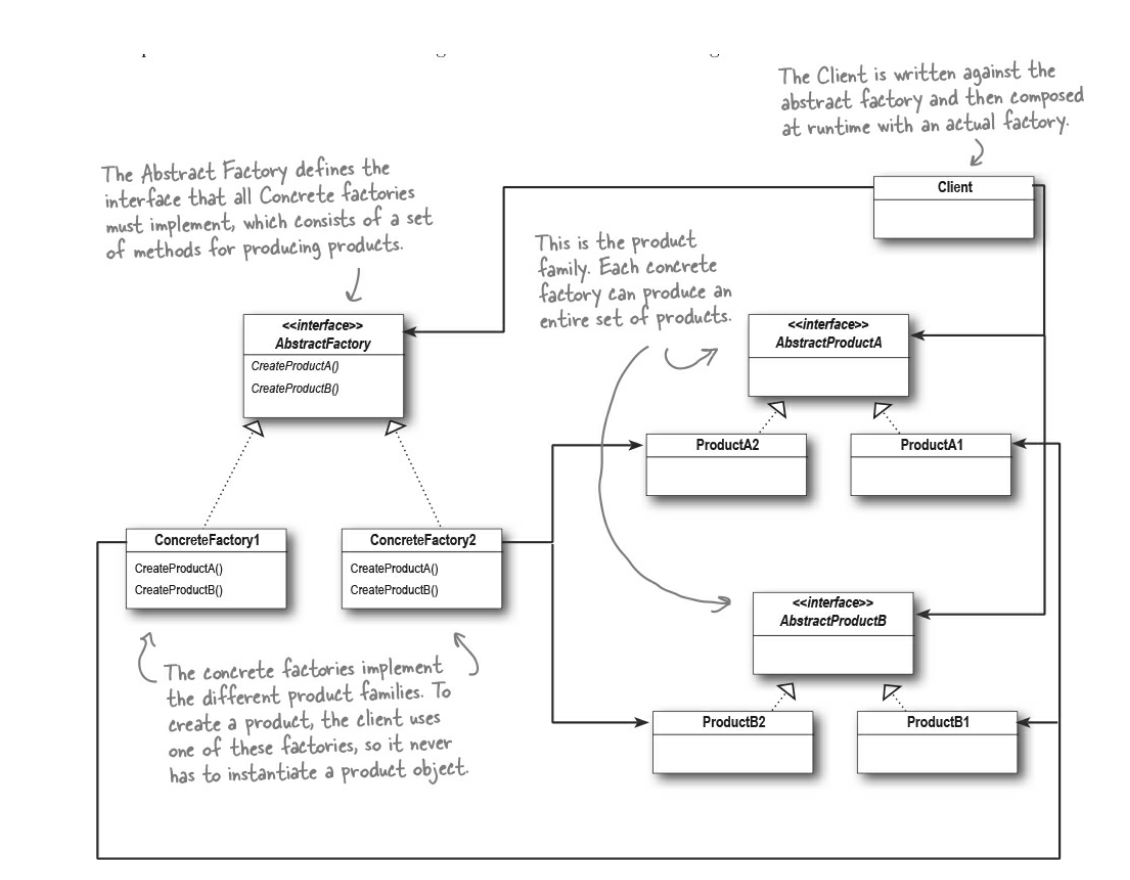 The Client is written against the
abstract factory and then composed
at runtime with an actual factory.
The Abstract Factory defines the
interface that all Concrete factories
must implement, which consists of a set
of methods for producing products.
Client
This is the product
family. Each concrete
factory can produce an
entire set of products.
<<interface>>
AbstractFactory
CreateProductA()
CreateProductB()
<<interface>>
AbstractProductA
ProductA2
ProductA1
ConcreteFactory1
CreateProductA()
CreateProductB()
ConcreteFactory2
CreateProductA()
CreateProductB()
<<interface>>
AbstractProductB
ProductB2
ProductB1
The concrete factories implement
the different product families. To
create a product, the client uses
one of these factories, so it never
has to instantiate a product object.